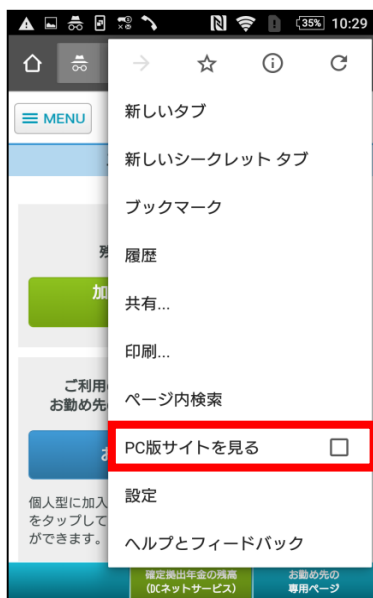 35% 10:29
MENU
新しいタブ
新しいシークレット タブ
ブックマーク
履歴
共有...
印刷...
ページ内検索
PC版サイトを見る
設定
ヘルプとフィードバック
残
加
ご利用
お勤め先
お
個人型に加入
をタップして
ができます。
確定拠出年金の残高
(DCネットサービス)
お勤め先の
専用ページ